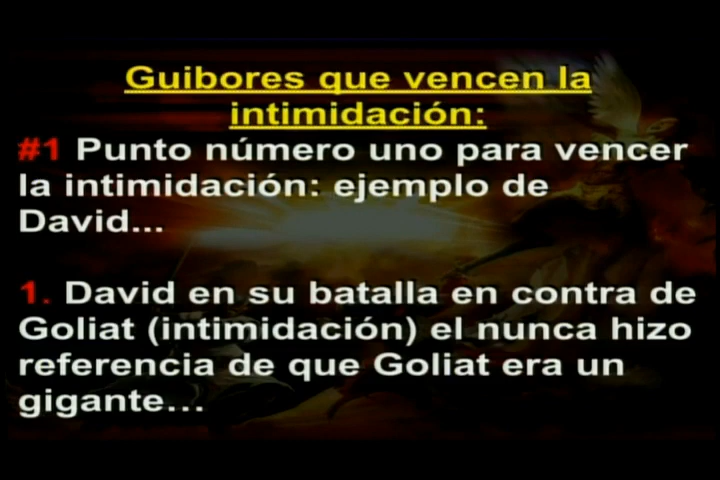 Guibores que vencen la
intimidación:
#1 Punto número uno para vencer
la intimidación: ejemplo de
David...
1. David en su batalla en contra de
Goliat (intimidación) el nunca hizo
referencia de que Goliat era un
gigante...